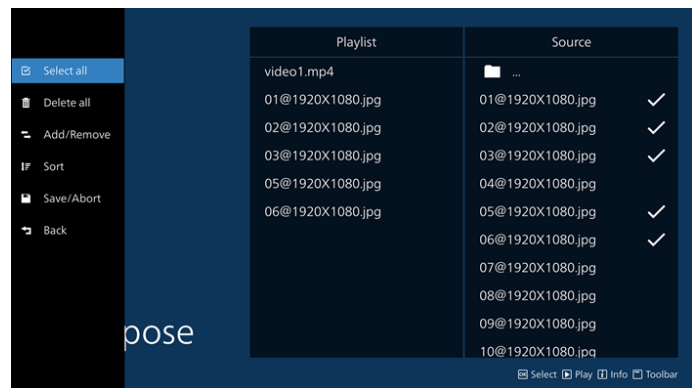 Select all
Delete all
Add/Remove
Sort
Save/Abort
Back
pose
Playlist
video1.mp4
01@1920X1080.jpg
02@1920X1080.jpg
03@1920X1080.jpg
05@1920X1080.jpg
06@1920X1080.jpg
Source
...
01@1920X1080.jpg
02@1920X1080.jpg
03@1920X1080.jpg
04@1920X1080.jpg
05@1920X1080.jpg
06@1920X1080.jpg
07@1920X1080.jpg
08@1920X1080.jpg
09@1920X1080.jpg
10@1920X1080.jpg
OK Select Play i Info Toolbar